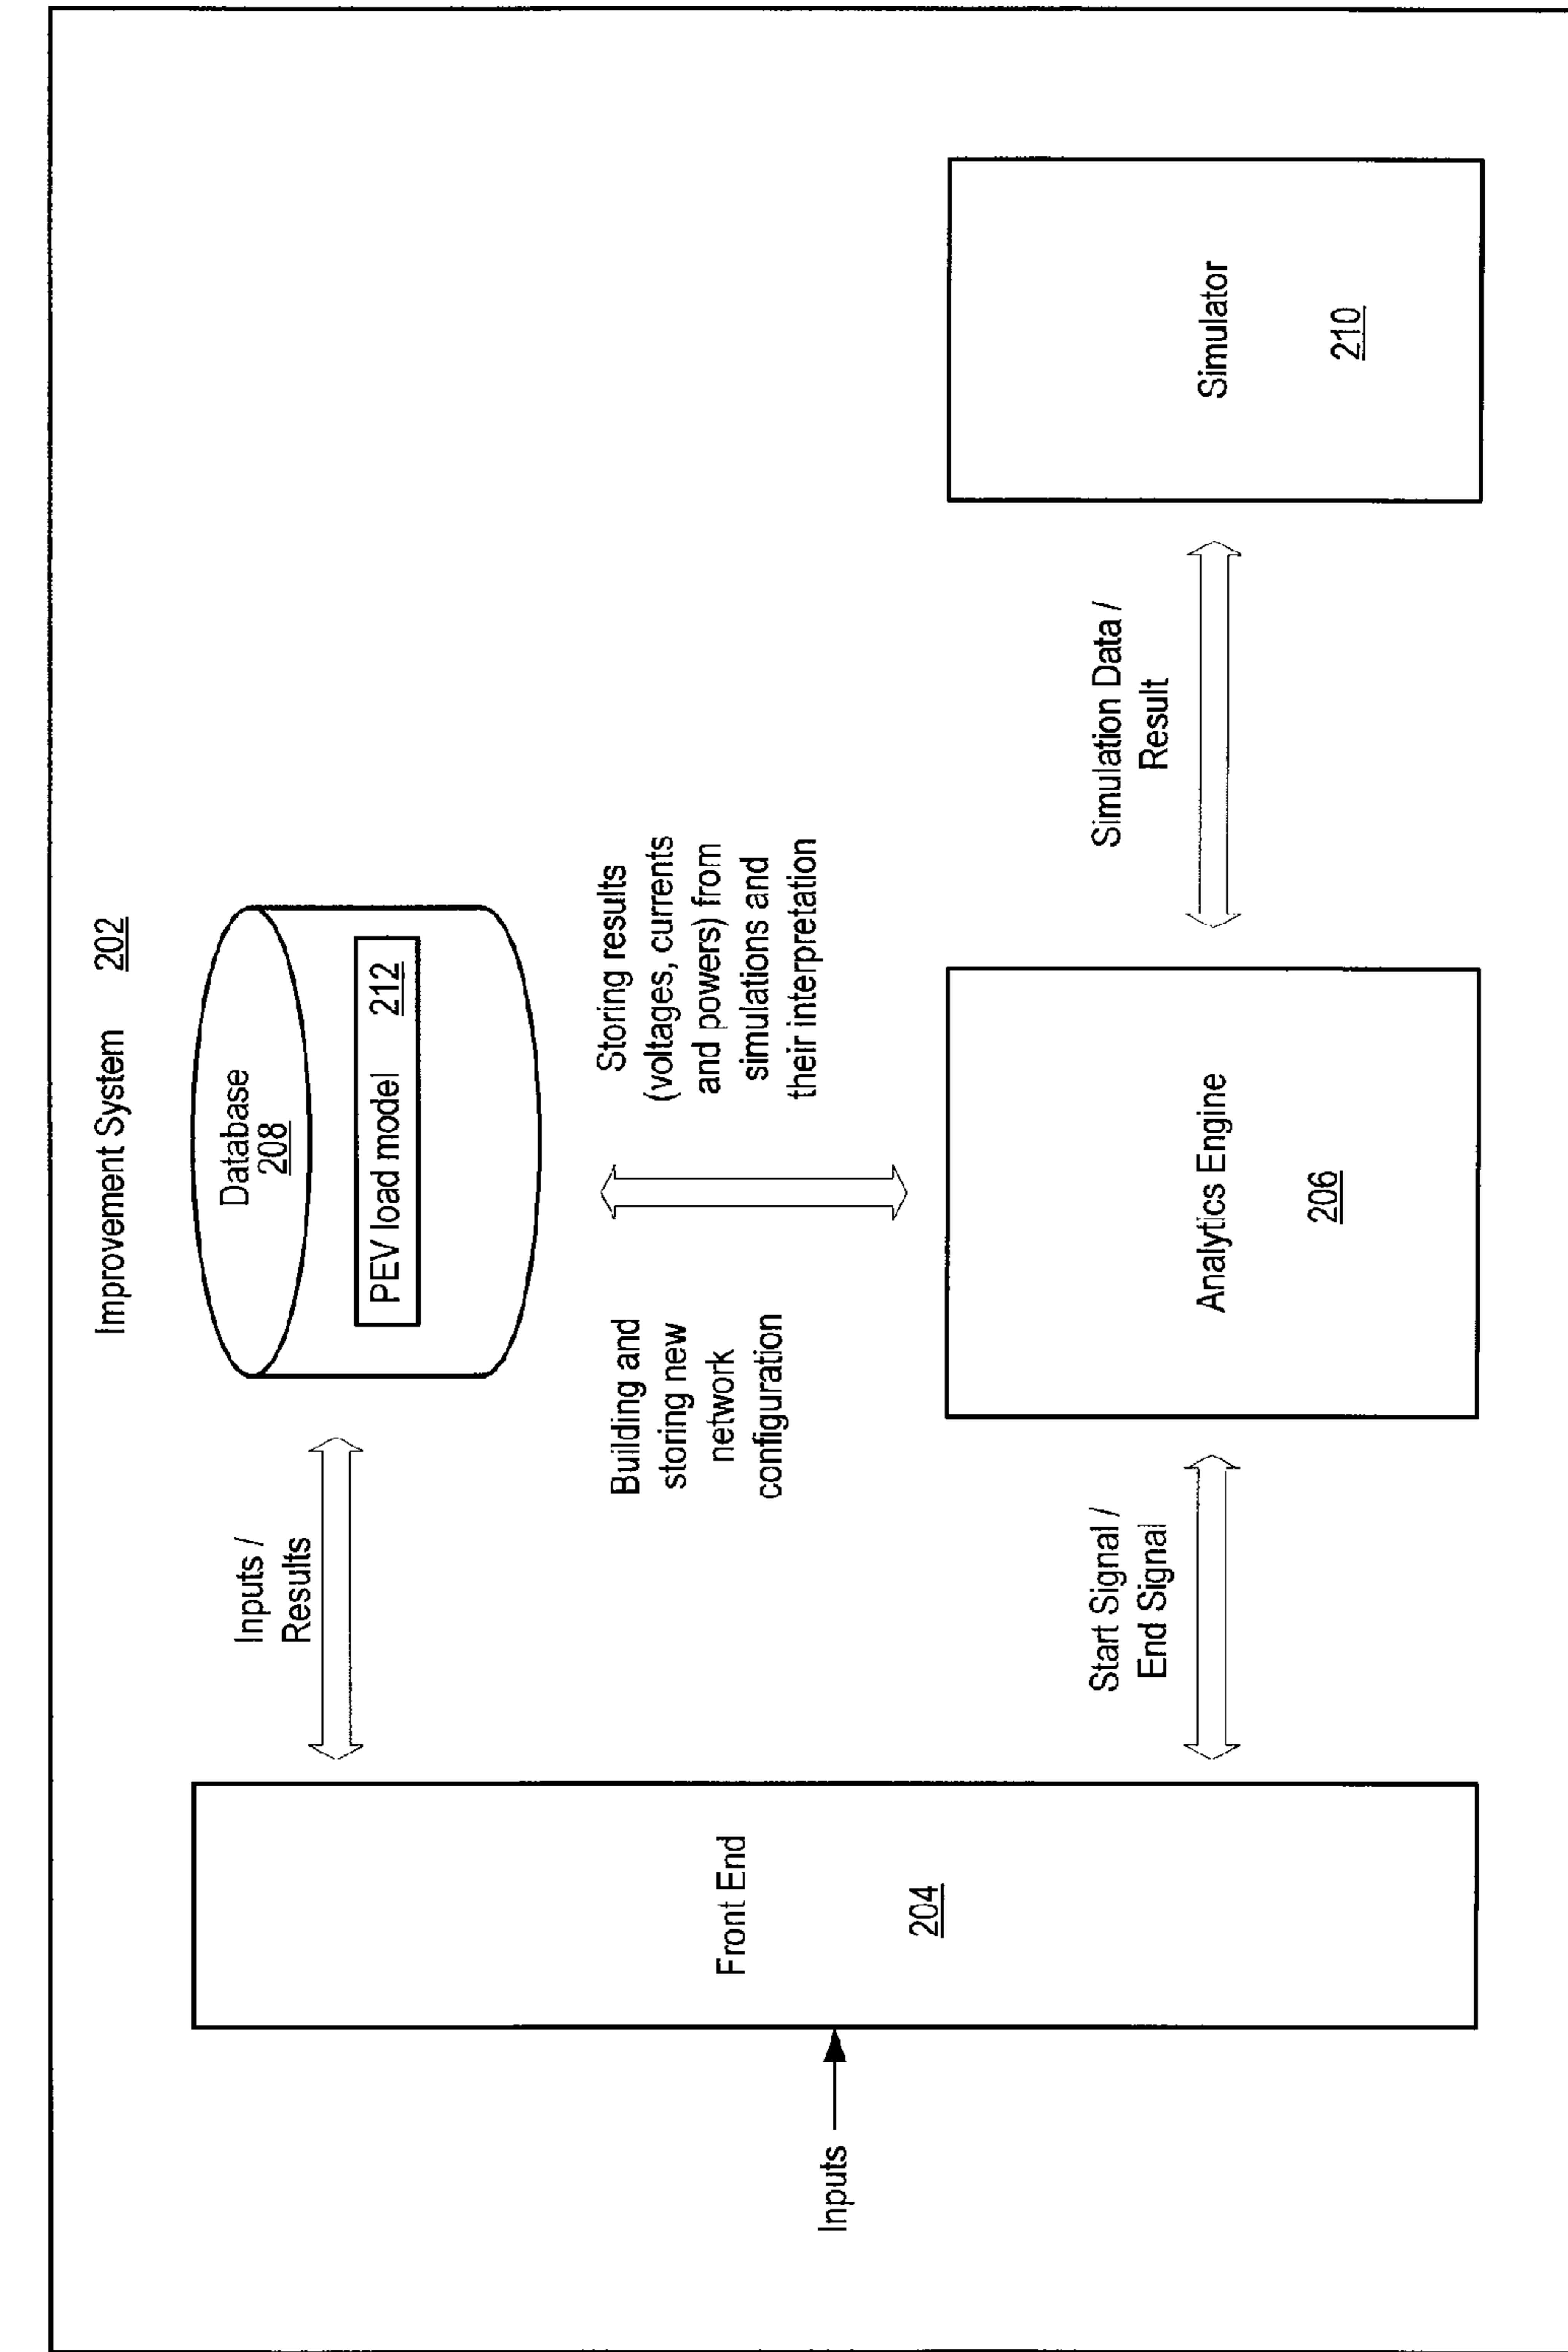 Improvement System 202
Database
208
PEV load model 212
Inputs /
Results
Building and
storing new
network
configuration
Storing results
(voltages, currents
and powers) from
simulations and
their interpretation
Inputs
Front End
204
Start Signal /
End Signal
Analytics Engine
206
Simulation Data /
Result
Simulator
210